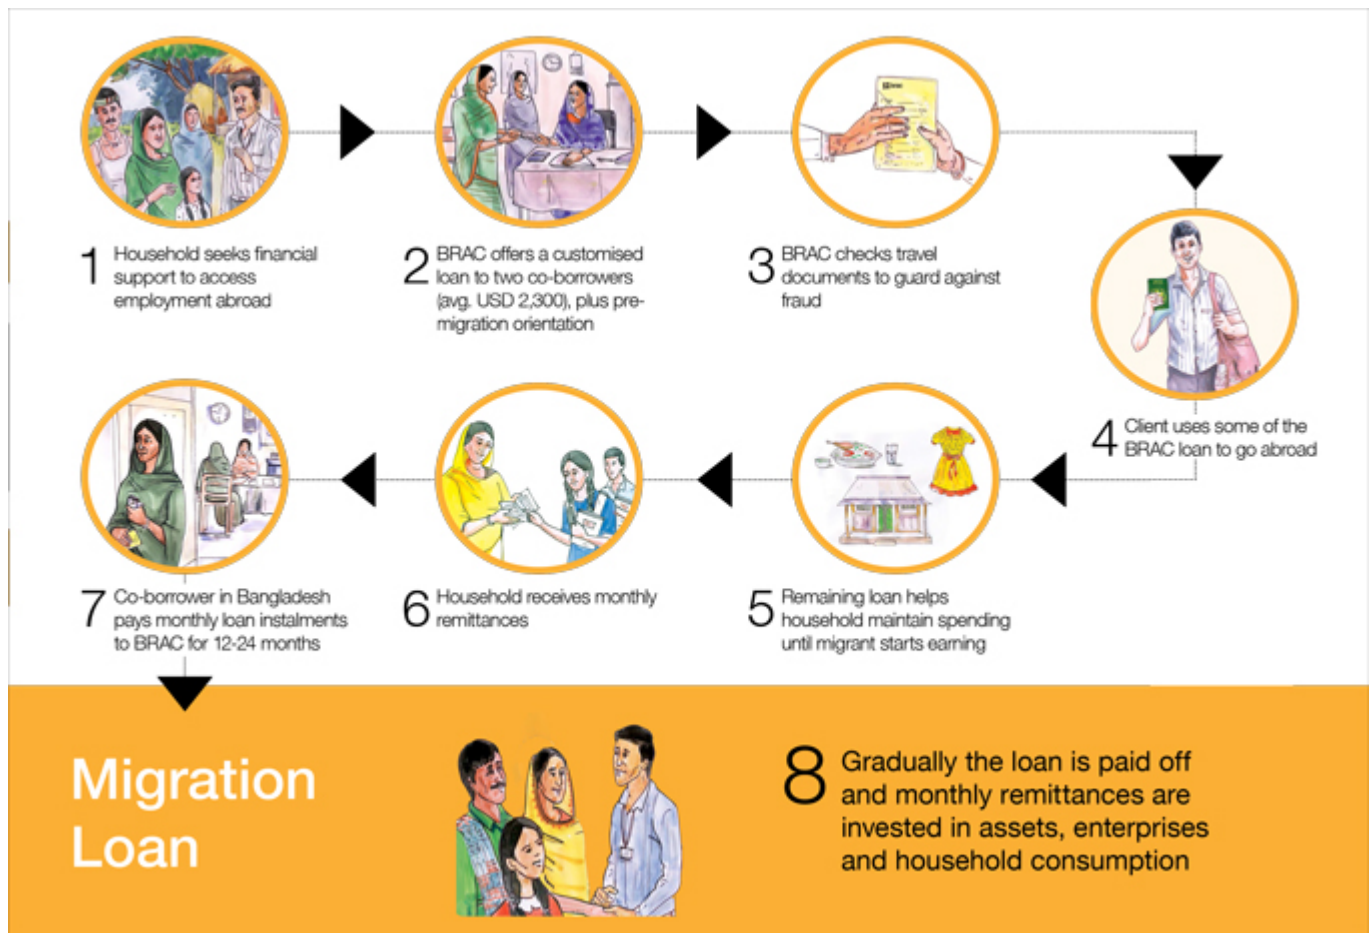 1 Household seeks financial
support to access
employment abroad
2 BRAC offers a customised
loan to two co-borrowers
(avg. USD 2,300), plus pre-
migration orientation
3 BRAC checks travel
documents to guard against
fraud
4 Client uses some of the
BRAC loan to go abroad
5 Remaining loan helps
household maintain spending
until migrant starts earning
6 Household receives monthly
remittances
7 Co-borrower in Bangladesh
pays monthly loan instalments
to BRAC for 12-24 months
Migration
Loan
8 Gradually the loan is paid off
and monthly remittances are
invested in assets, enterprises
and household consumption